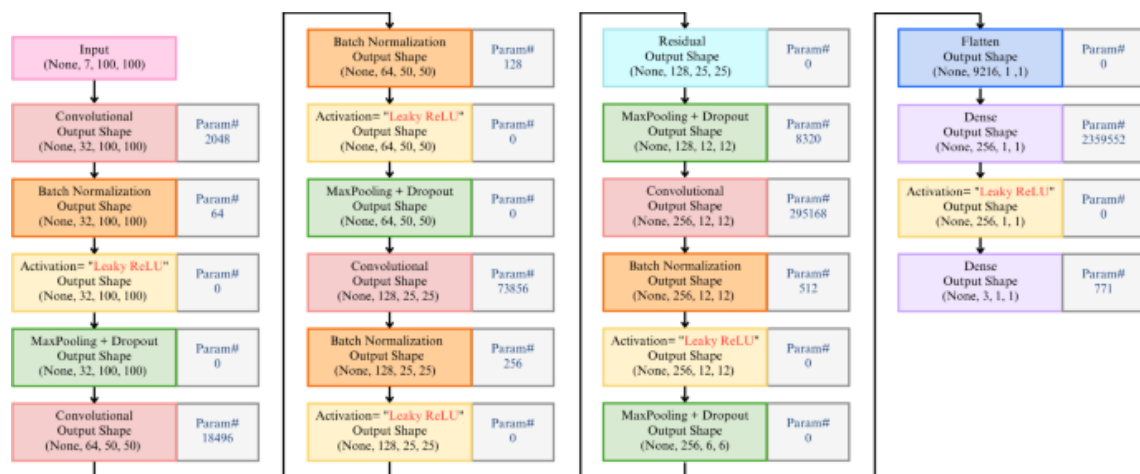 Input
(None, 7, 100, 100)
Convolutional
Output Shape
(None, 32, 100, 100)
Param#
2048
Batch Normalization
Output Shape
(None, 32, 100, 100)
Param#
64
Activation= "Leaky ReLU"
Output Shape
(None, 32, 100, 100)
Param#
0
MaxPooling + Dropout
Output Shape
(None, 32, 100, 100)
Param#
0
Convolutional
Output Shape
(None, 64, 50, 50)
Param#
18496
Batch Normalization
Output Shape
(None, 64, 50, 50)
Param#
128
Activation= "Leaky ReLU"
Output Shape
(None, 64, 50, 50)
Param#
0
MaxPooling + Dropout
Output Shape
(None, 64, 50, 50)
Param#
0
Convolutional
Output Shape
(None, 128, 25, 25)
Param#
73856
Batch Normalization
Output Shape
(None, 128, 25, 25)
Param#
256
Activation= "Leaky ReLU"
Output Shape
(None, 128, 25, 25)
Param#
0
Residual
Output Shape
(None, 128, 25, 25)
Param#
0
MaxPooling + Dropout
Output Shape
(None, 128, 12, 12)
Param#
8320
Convolutional
Output Shape
(None, 256, 12, 12)
Param#
295168
Batch Normalization
Output Shape
(None, 256, 12, 12)
Param#
512
Activation= "Leaky ReLU"
Output Shape
(None, 256, 12, 12)
Param#
0
MaxPooling + Dropout
Output Shape
(None, 256, 6, 6)
Param#
0
Flatten
Output Shape
(None, 9216, 1 ,1)
Param#
0
Dense
Output Shape
(None, 256, 1, 1)
Param#
2359552
Activation= "Leaky ReLU"
Output Shape
(None, 256, 1, 1)
Param#
0
Dense
Output Shape
(None, 3, 1, 1)
Param#
771